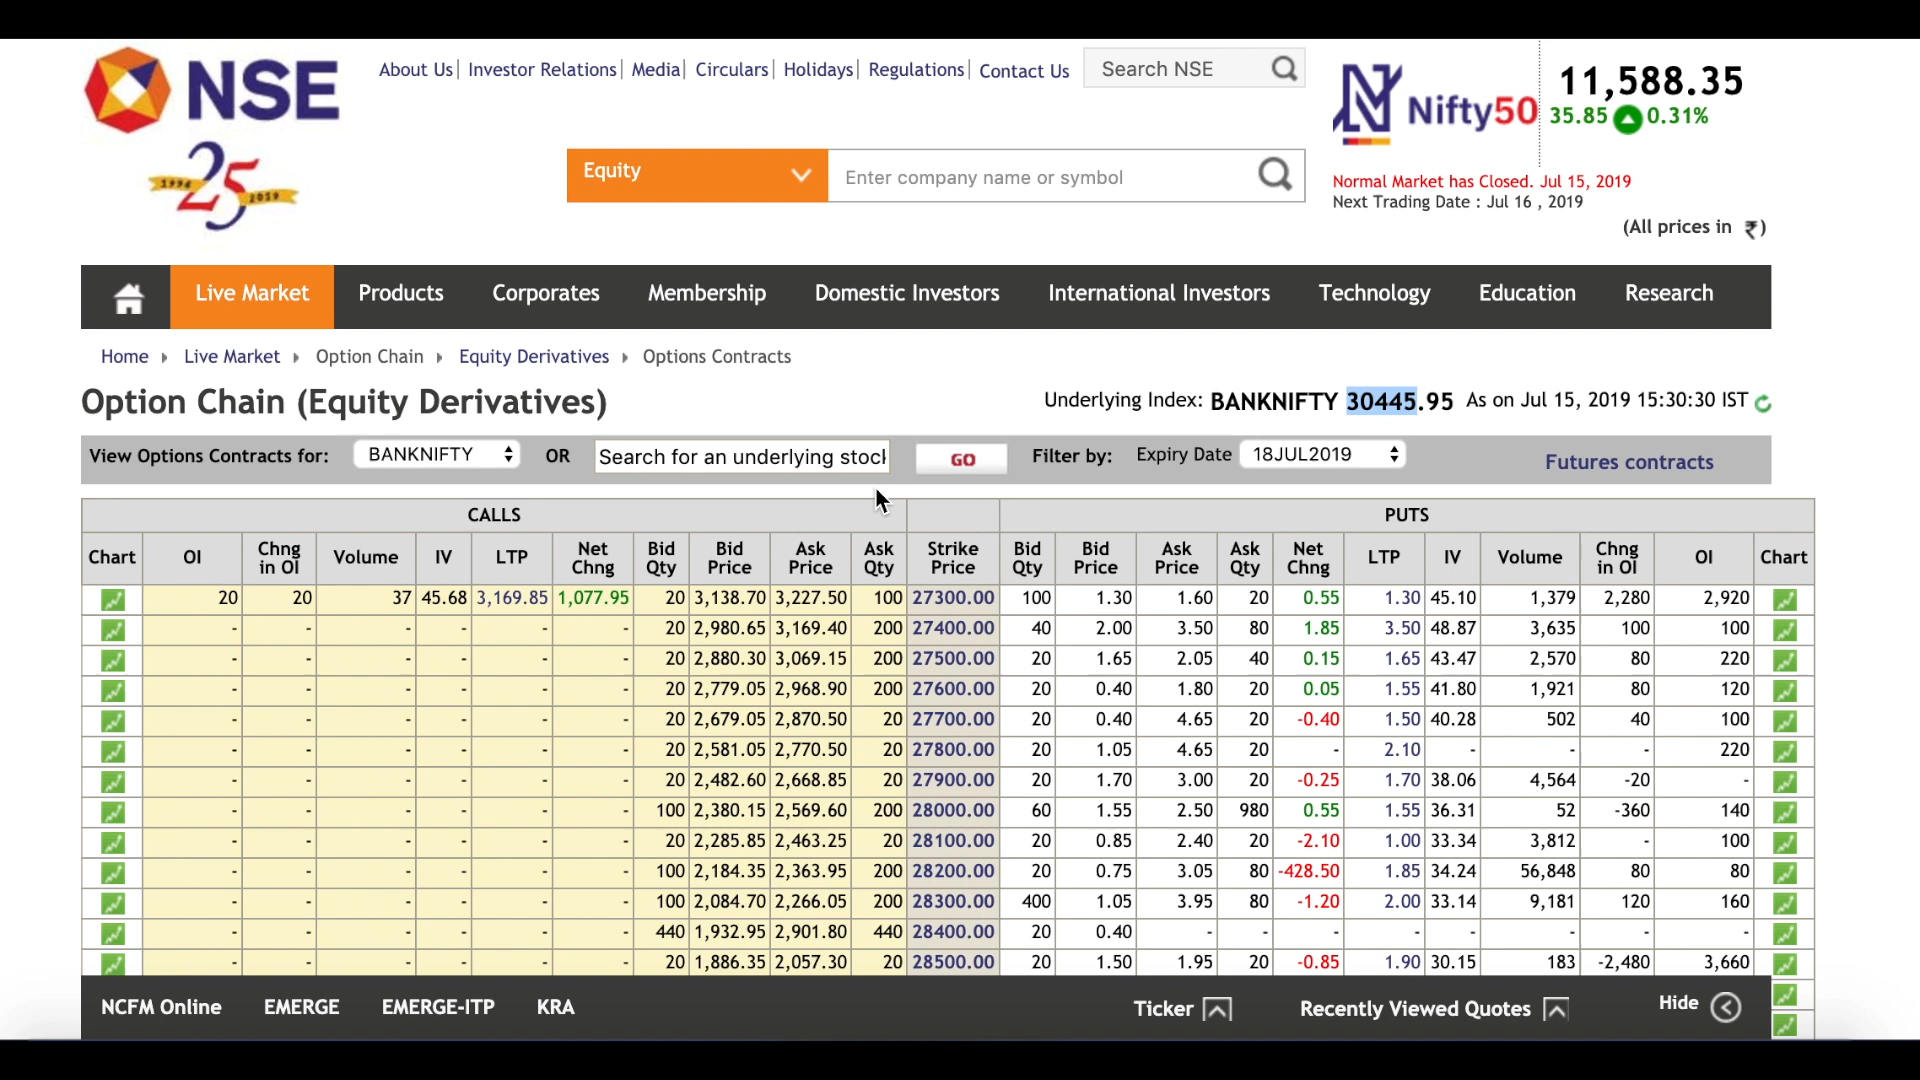 NSE
1994 25 2019
About Us | Investor Relations | Media | Circulars | Holidays | Regulations | Contact Us
Search NSE
Nifty50
11,588.35
35.85 0.31%
Equity
Enter company name or symbol
Normal Market has Closed. Jul 15, 2019
Next Trading Date : Jul 16 , 2019
(All prices in ₹)
Live Market Products Corporates Membership Domestic Investors International Investors Technology Education Research
Home Live Market Option Chain Equity Derivatives Options Contracts
Option Chain (Equity Derivatives)
Underlying Index: BANKNIFTY 30445.95 As on Jul 15, 2019 15:30:30 IST
View Options Contracts for: BANKNIFTY OR Search for an underlying stock GO Filter by: Expiry Date 18JUL2019 Futures contracts
CALLS PUTS
Chart OI Chng in OI Volume IV LTP Net Chng Bid Qty Bid Price Ask Price Ask Qty Strike Price Bid Qty Bid Price Ask Price Ask Qty Net Chng LTP IV Volume Chng in OI OI Chart
20 20 37 45.68 3,169.85 1,077.95 20 3,138.70 3,227.50 100 27300.00 100 1.30 1.60 20 0.55 1.30 45.10 1,379 2,280 2,920
- - - - - - 20 2,980.65 3,169.40 200 27400.00 40 2.00 3.50 80 1.85 3.50 48.87 3,635 100 100
- - - - - - 20 2,880.30 3,069.15 200 27500.00 20 1.65 2.05 40 0.15 1.65 43.47 2,570 80 220
- - - - - - 20 2,779.05 2,968.90 200 27600.00 20 0.40 1.80 20 0.05 1.55 41.80 1,921 80 120
- - - - - - 20 2,679.05 2,870.50 20 27700.00 20 0.40 4.65 20 -0.40 1.50 40.28 502 40 100
- - - - - - 20 2,581.05 2,770.50 20 27800.00 20 1.05 4.65 20 - 2.10 - - - 220
- - - - - - 20 2,482.60 2,668.85 20 27900.00 20 1.70 3.00 20 -0.25 1.70 38.06 4,564 -20 -
- - - - - - 100 2,380.15 2,569.60 200 28000.00 60 1.55 2.50 980 0.55 1.55 36.31 52 -360 140
- - - - - - 20 2,285.85 2,463.25 20 28100.00 20 0.85 2.40 20 -2.10 1.00 33.34 3,812 - 100
- - - - - - 100 2,184.35 2,363.95 200 28200.00 20 0.75 3.05 80 -428.50 1.85 34.24 56,848 80 80
- - - - - - 100 2,084.70 2,266.05 200 28300.00 400 1.05 3.95 80 -1.20 2.00 33.14 9,181 120 160
- - - - - - 440 1,932.95 2,901.80 440 28400.00 20 0.40 - - - - - - - -
- - - - - - 20 1,886.35 2,057.30 20 28500.00 20 1.50 1.95 20 -0.85 1.90 30.15 183 -2,480 3,660
NCFM Online EMERGE EMERGE-ITP KRA Ticker Recently Viewed Quotes Hide